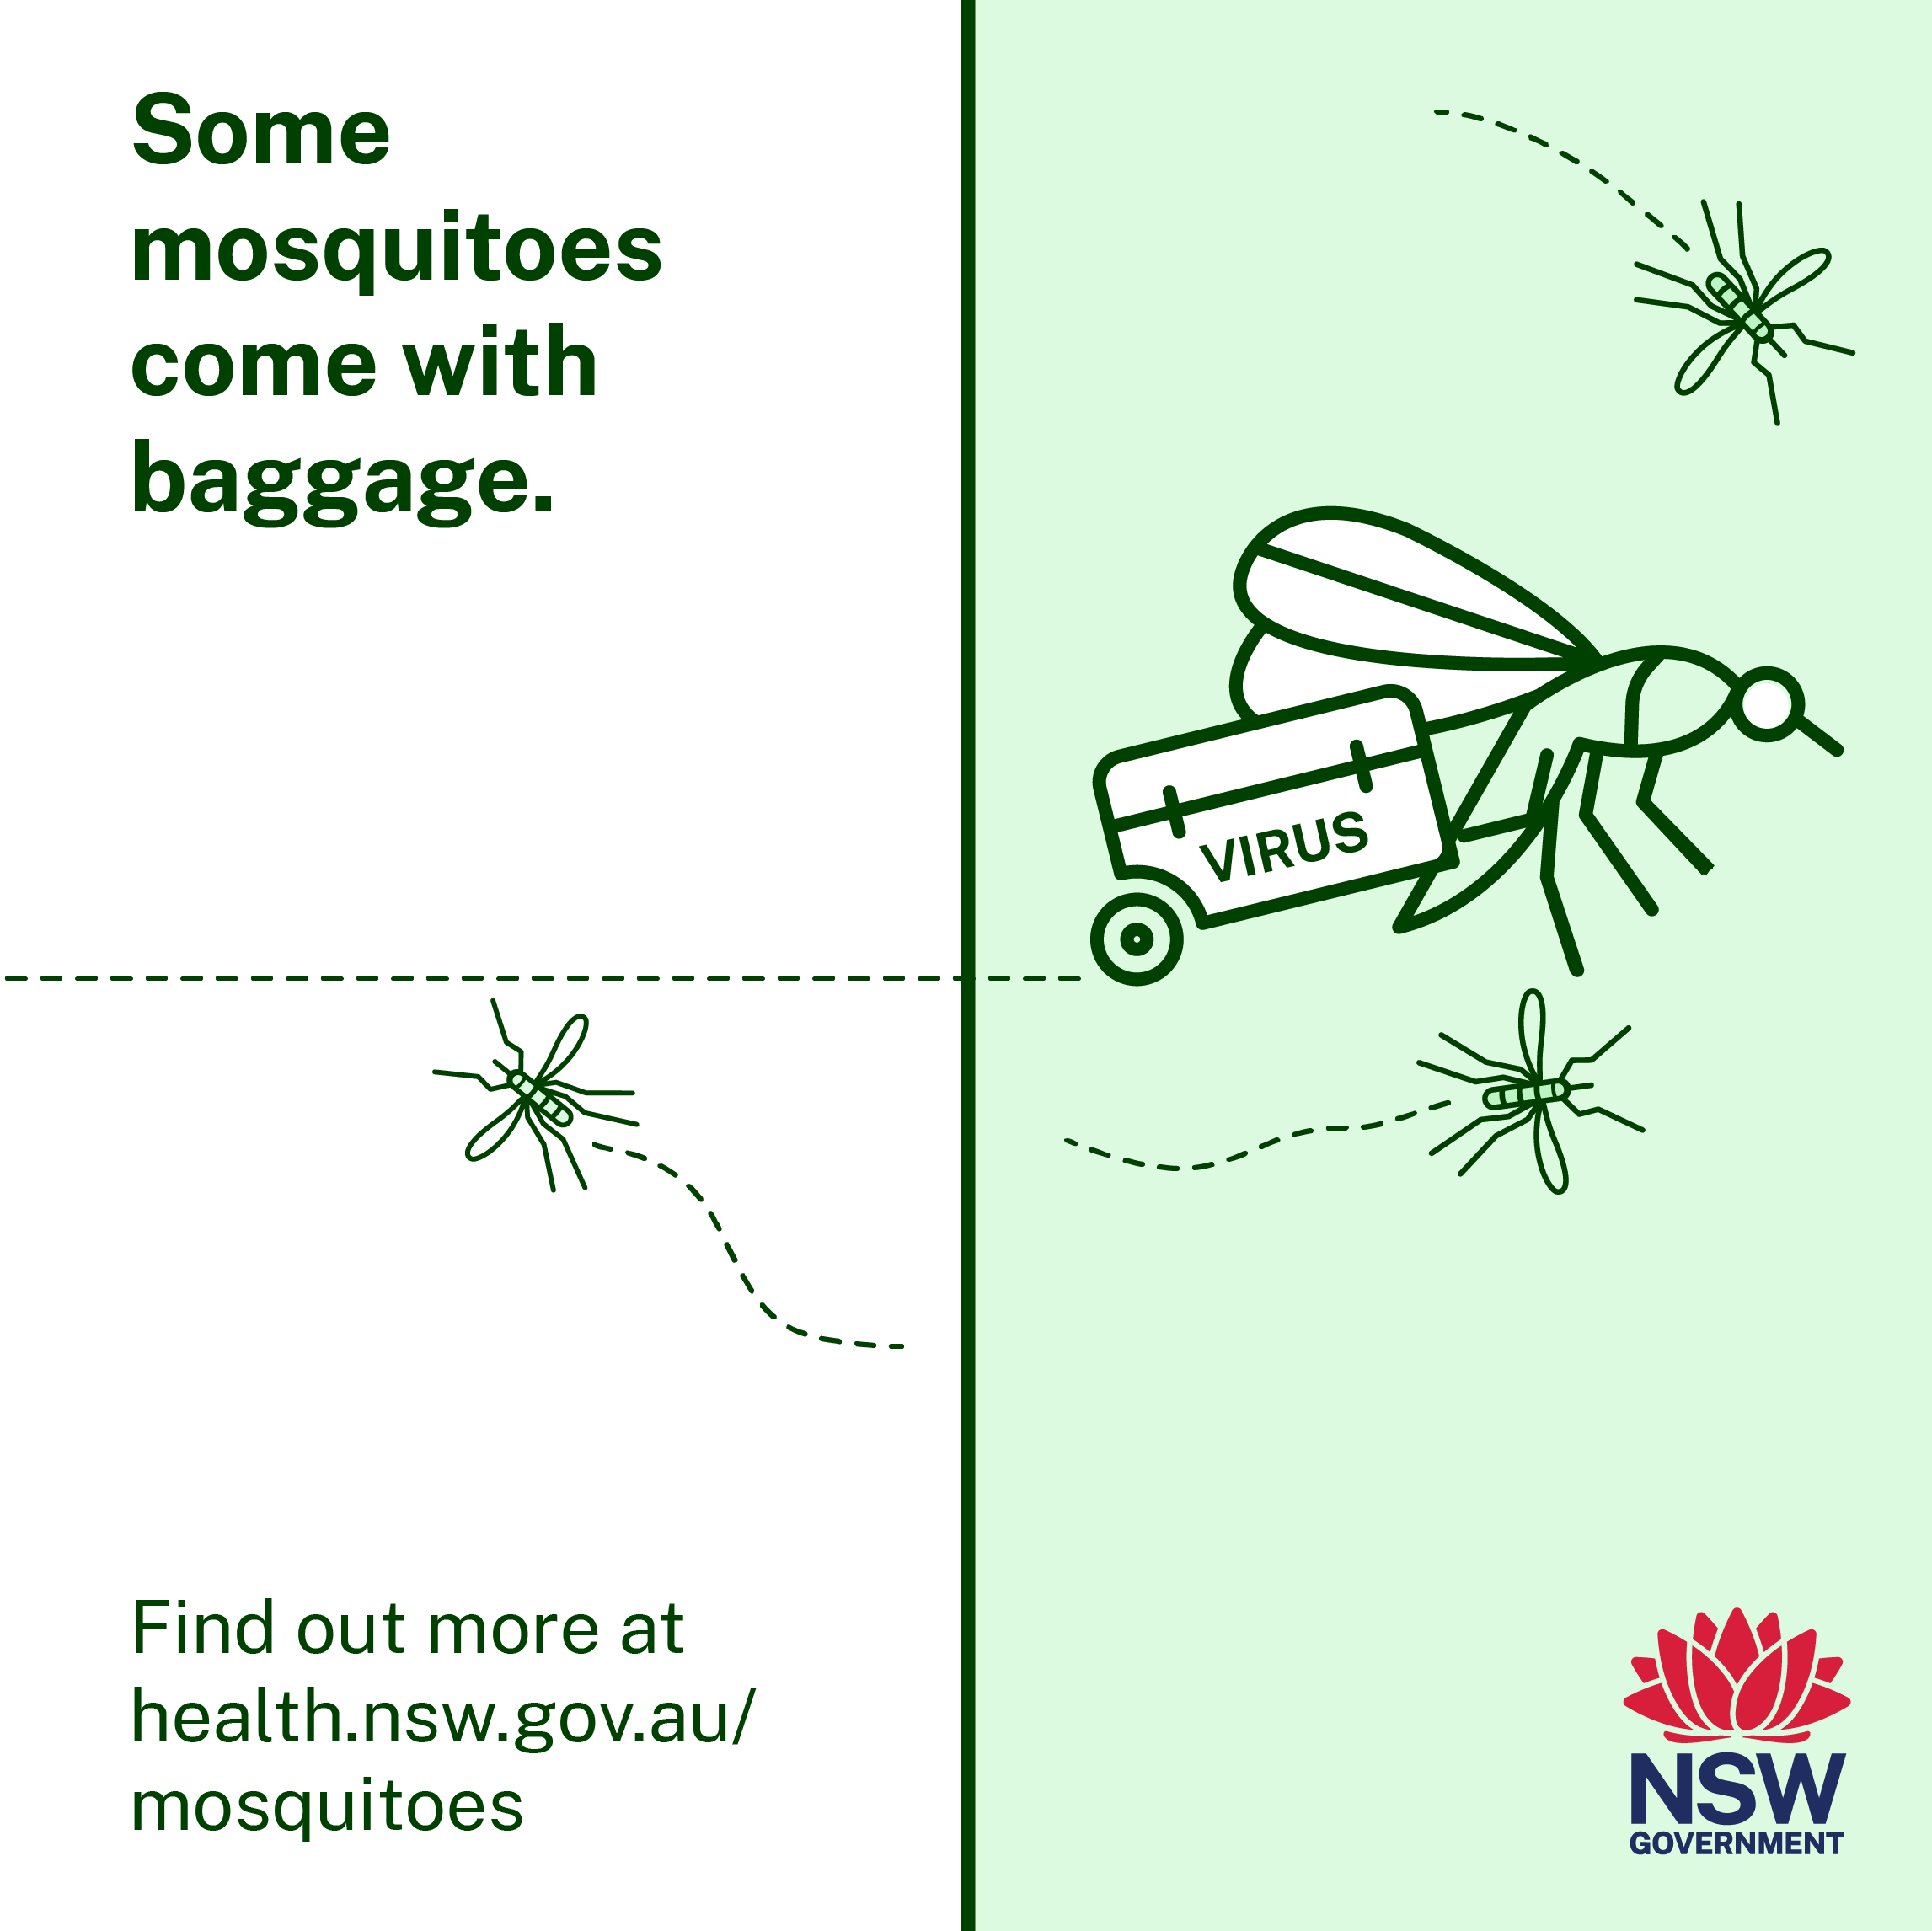 Some
mosquitoes
come with
baggage.
VIRUS
Find out more at
health.nsw.gov.au/
mosquitoes
NSW
GOVERNMENT